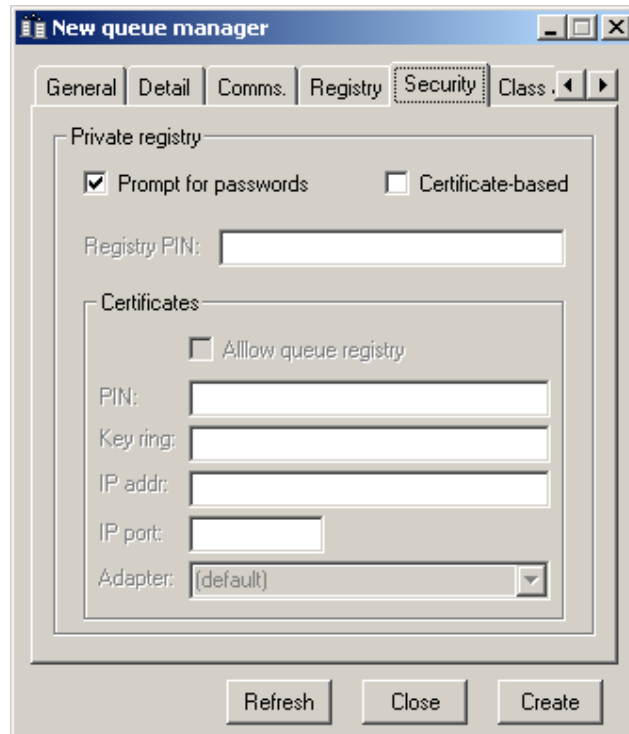 New queue manager
General Detail Comms. Registry Security Class
Private registry
Prompt for passwords Certificate-based
Registry PIN:
Certificates
Alllow queue registry
PIN:
Key ring:
IP addr:
IP port:
Adapter: (default)
Refresh Close Create